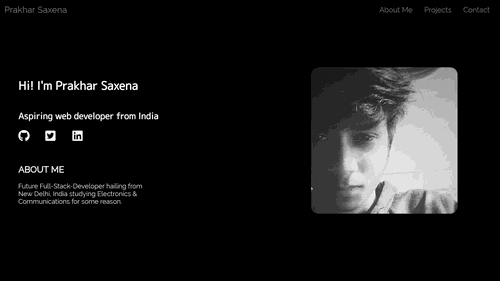 Prakhar Saxena
About Me Projects Contact
Hi! I'm Prakhar Saxena
Aspiring web developer from India
ABOUT ME
Future Full-Stack-Developer hailing from
New Delhi, India studying Electronics &
Communications for some reason.